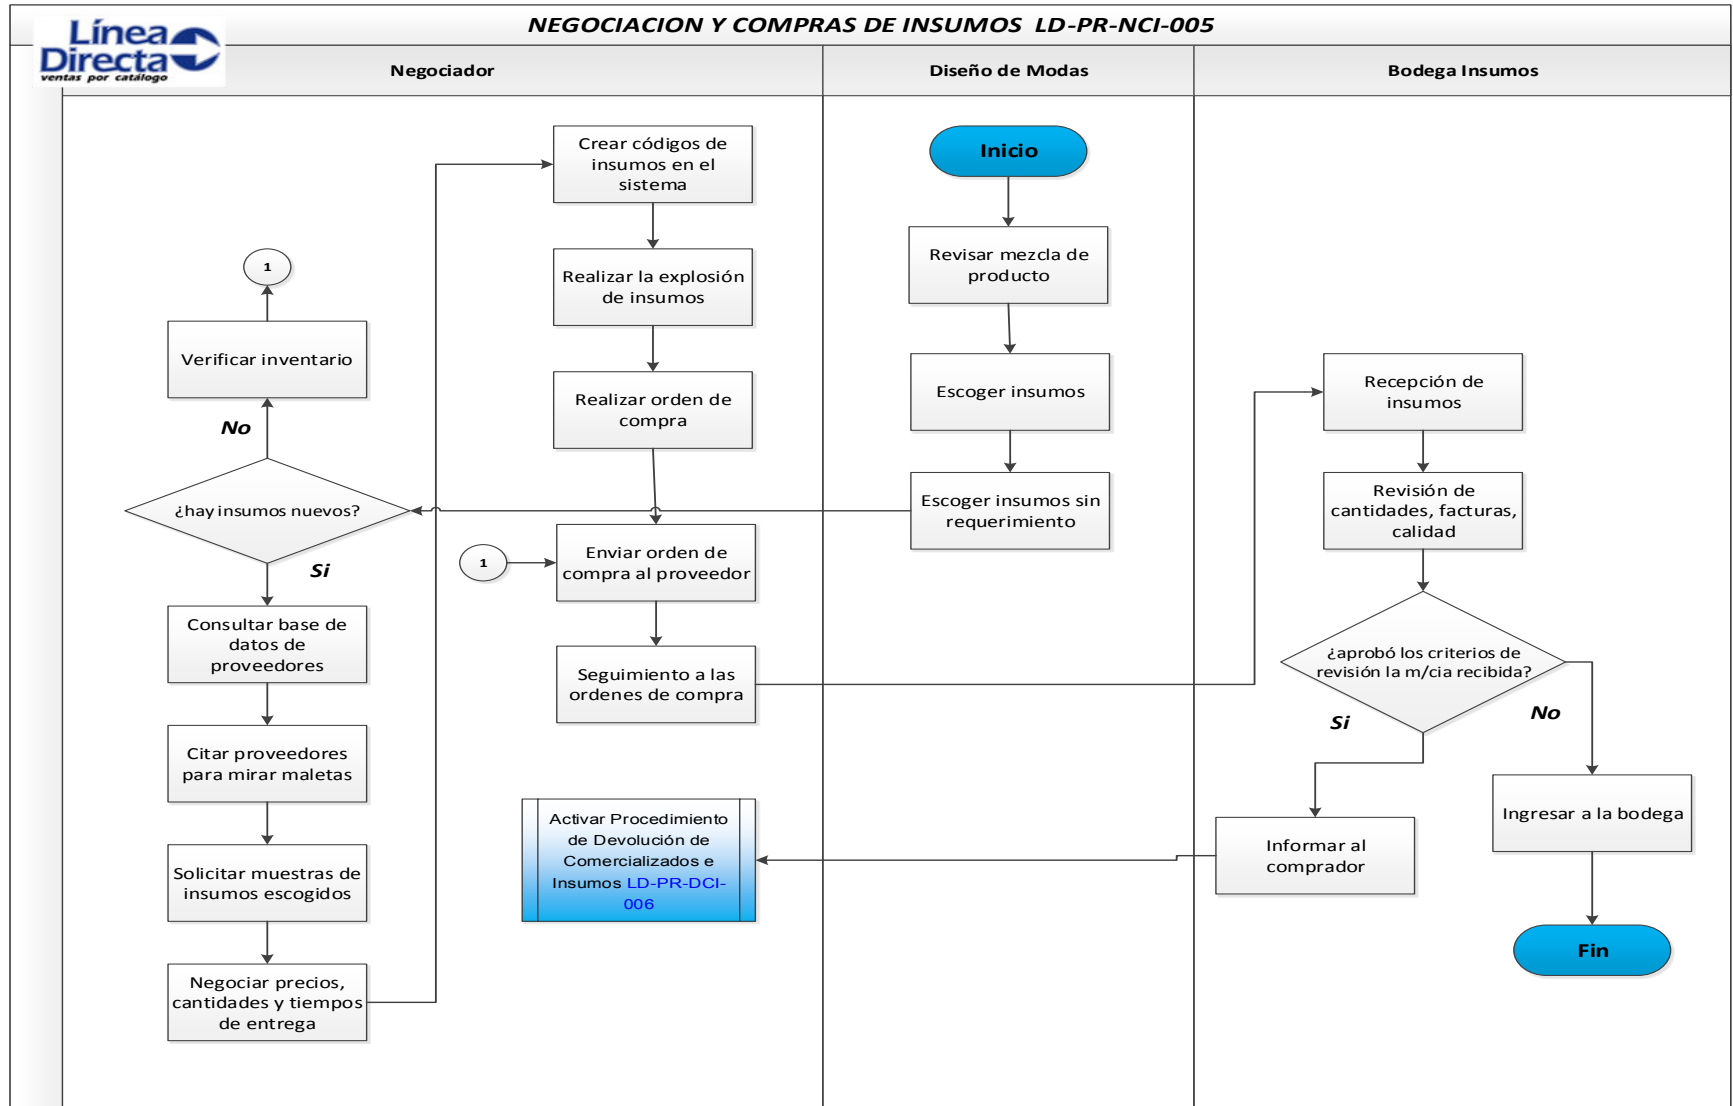 NEGOCIACION Y COMPRAS DE INSUMOS LD-PR-NCI-005
Línea
Directa
ventas por catálogo
Negociador
Diseño de Modas
Bodega Insumos
Crear códigos de
insumos en el
sistema
Realizar la explosión
de insumos
Realizar orden de
compra
1
Verificar inventario
No
¿hay insumos nuevos?
Si
Consultar base de
datos de
proveedores
Citar proveedores
para mirar maletas
Solicitar muestras de
insumos escogidos
Negociar precios,
cantidades y tiempos
de entrega
1
Enviar orden de
compra al proveedor
Seguimiento a las
ordenes de compra
Activar Procedimiento
de Devolución de
Comercializados e
Insumos LD-PR-DCI-
006
Inicio
Revisar mezcla de
producto
Escoger insumos
Escoger insumos sin
requerimiento
Recepción de
insumos
Revisión de
cantidades, facturas,
calidad
¿aprobó los criterios de
revisión la m/cia recibida?
Si
No
Informar al
comprador
Ingresar a la bodega
Fin